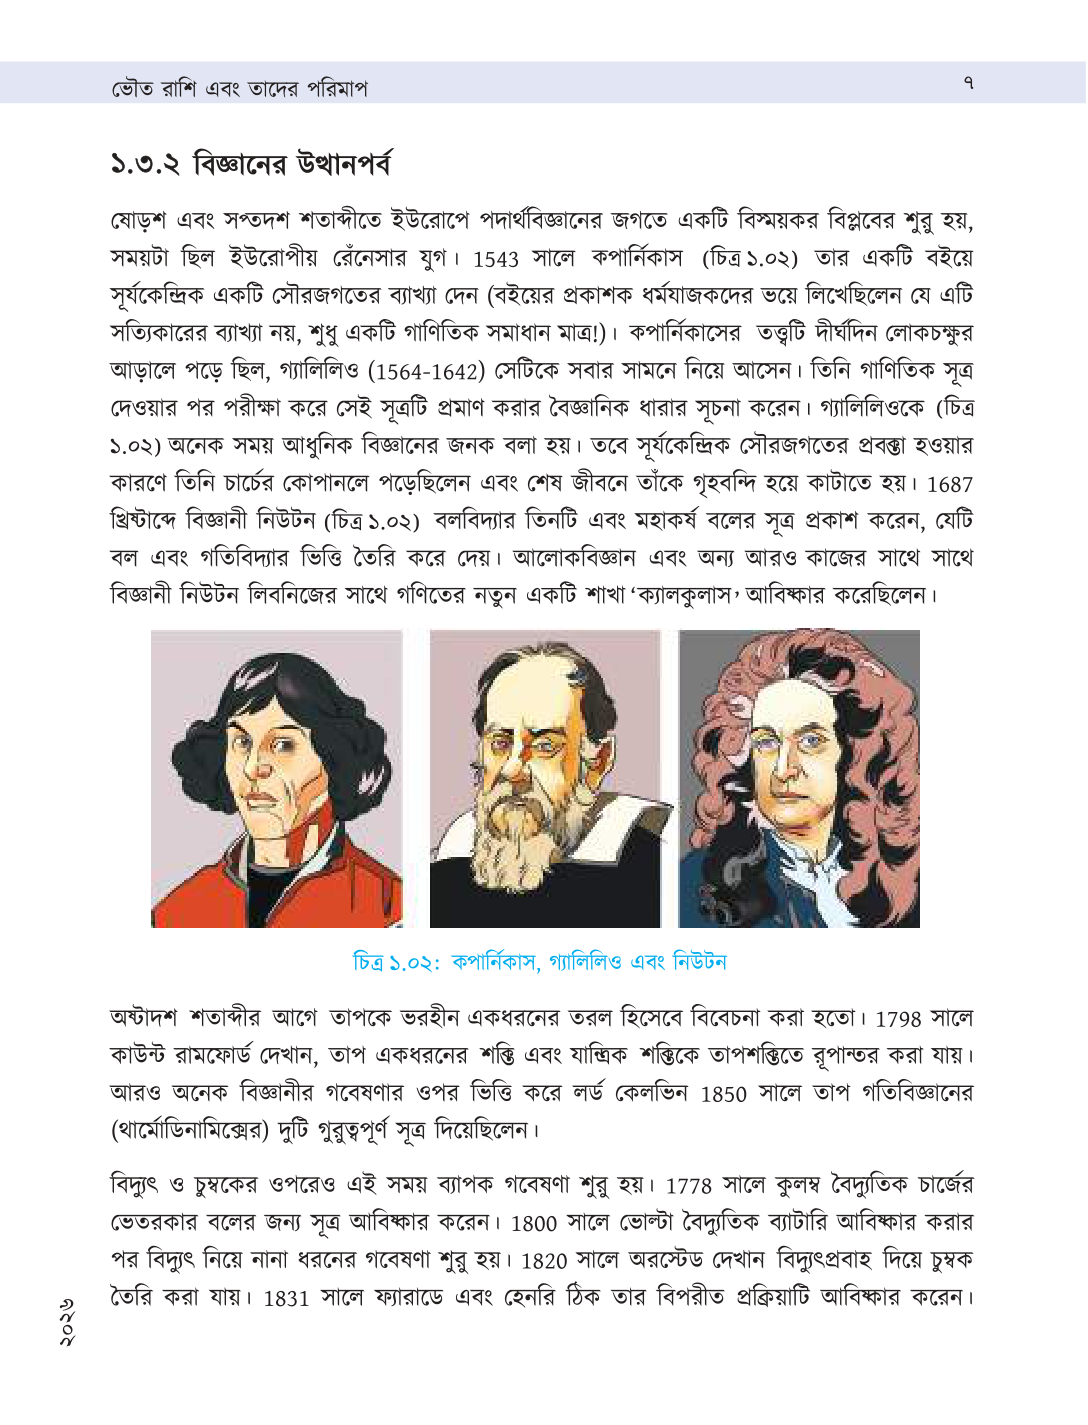 ভৌত রাশি এবং তাদের পরিমাপ ৭
১.৩.২ বিজ্ঞানের উত্থানপর্ব
ষোড়শ এবং সপ্তদশ শতাব্দীতে ইউরোপে পদার্থবিজ্ঞানের জগতে একটি বিস্ময়কর বিপ্লবের শুরু হয়,
সময়টা ছিল ইউরোপীয় রেঁনেসার যুগ। 1543 সালে কপার্নিকাস (চিত্র ১.০২) তার একটি বইয়ে
সূর্যকেন্দ্রিক একটি সৌরজগতের ব্যাখ্যা দেন (বইয়ের প্রকাশক ধর্মযাজকদের ভয়ে লিখেছিলেন যে এটি
সত্যিকারের ব্যাখ্যা নয়, শুধু একটি গাণিতিক সমাধান মাত্র!)। কপার্নিকাসের তত্ত্বটি দীর্ঘদিন লোকচক্ষুর
আড়ালে পড়ে ছিল, গ্যালিলিও (1564-1642) সেটিকে সবার সামনে নিয়ে আসেন। তিনি গাণিতিক সূত্র
দেওয়ার পর পরীক্ষা করে সেই সূত্রটি প্রমাণ করার বৈজ্ঞানিক ধারার সূচনা করেন। গ্যালিলিওকে (চিত্র
১.০২) অনেক সময় আধুনিক বিজ্ঞানের জনক বলা হয়। তবে সূর্যকেন্দ্রিক সৌরজগতের প্রবক্তা হওয়ার
কারণে তিনি চার্চের কোপানলে পড়েছিলেন এবং শেষ জীবনে তাঁকে গৃহবন্দি হয়ে কাটাতে হয়। 1687
খ্রিষ্টাব্দে বিজ্ঞানী নিউটন (চিত্র ১.০২) বলবিদ্যার তিনটি এবং মহাকর্ষ বলের সূত্র প্রকাশ করেন, যেটি
বল এবং গতিবিদ্যার ভিত্তি তৈরি করে দেয়। আলোকবিজ্ঞান এবং অন্য আরও কাজের সাথে সাথে
বিজ্ঞানী নিউটন লিবনিজের সাথে গণিতের নতুন একটি শাখা ‘ক্যালকুলাস’ আবিষ্কার করেছিলেন।
চিত্র ১.০২: কপার্নিকাস, গ্যালিলিও এবং নিউটন
অষ্টাদশ শতাব্দীর আগে তাপকে ভরহীন একধরনের তরল হিসেবে বিবেচনা করা হতো। 1798 সালে
কাউন্ট রামফোর্ড দেখান, তাপ একধরনের শক্তি এবং যান্ত্রিক শক্তিকে তাপশক্তিতে রূপান্তর করা যায়।
আরও অনেক বিজ্ঞানীর গবেষণার ওপর ভিত্তি করে লর্ড কেলভিন 1850 সালে তাপ গতিবিজ্ঞানের
(থার্মোডিনামিক্সের) দুটি গুরুত্বপূর্ণ সূত্র দিয়েছিলেন।
বিদ্যুৎ ও চুম্বকের ওপরেও এই সময় ব্যাপক গবেষণা শুরু হয়। 1778 সালে কুলম্ব বৈদ্যুতিক চার্জের
ভেতরকার বলের জন্য সূত্র আবিষ্কার করেন। 1800 সালে ভোল্টা বৈদ্যুতিক ব্যাটারি আবিষ্কার করার
পর বিদ্যুৎ নিয়ে নানা ধরনের গবেষণা শুরু হয়। 1820 সালে অরস্টেড দেখান বিদ্যুৎপ্রবাহ দিয়ে চুম্বক
তৈরি করা যায়। 1831 সালে ফ্যারাডে এবং হেনরি ঠিক তার বিপরীত প্রক্রিয়াটি আবিষ্কার করেন।
২০২৬